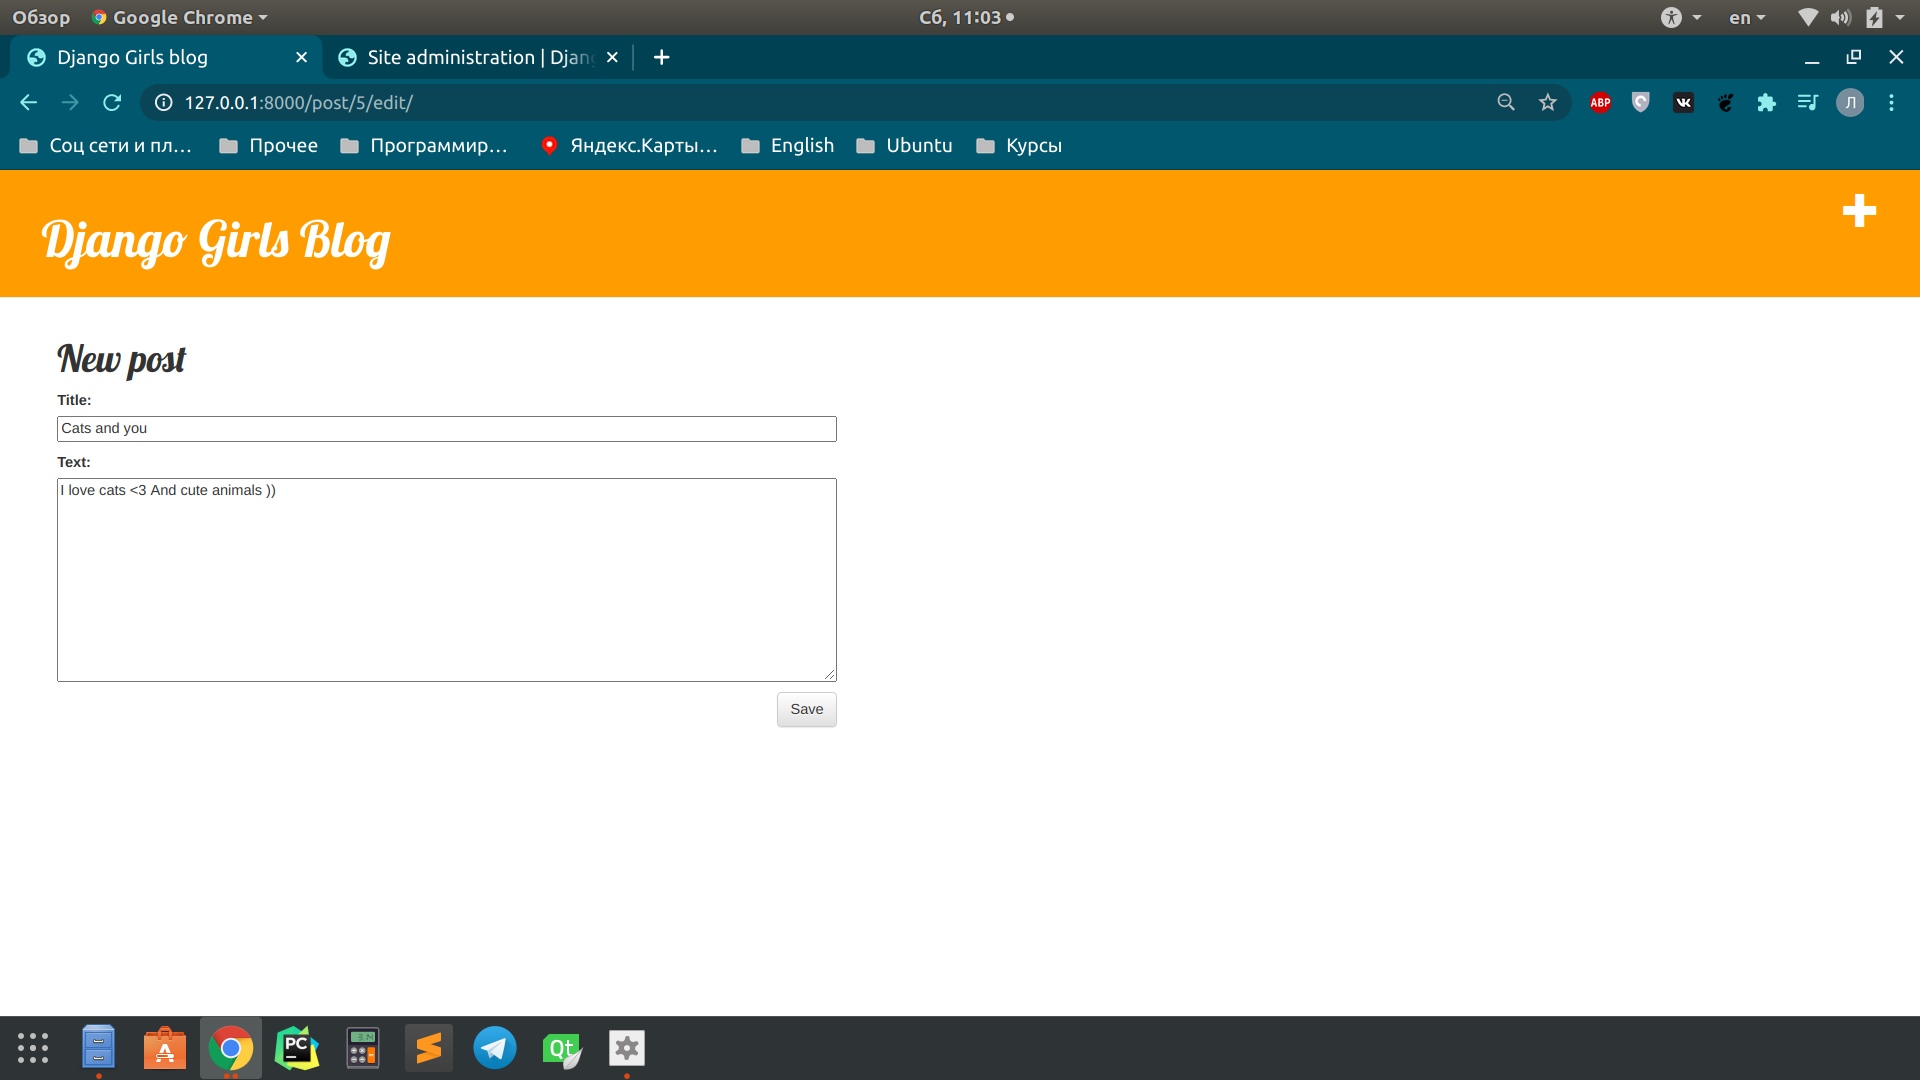 Обзор Google Chrome Сб, 11:03 en
Django Girls blog Site administration | Djang
127.0.0.1:8000/post/5/edit/ ABP Л
Соц сети и пл... Прочее Программир... Яндекс.Карты... English Ubuntu Курсы
Django Girls Blog
New post
Title:
Cats and you
Text:
I love cats <3 And cute animals ))
Save
PC Qt